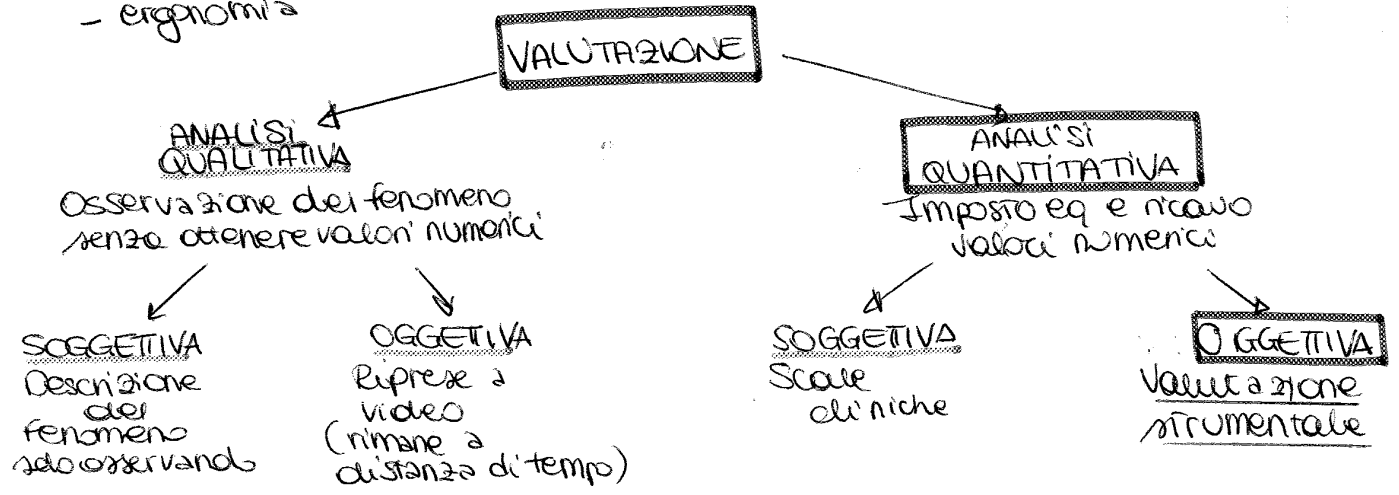 - ergonomia
VALUTAZIONE
ANALISI
QUALITATIVA
Osservazione del fenomeno
senza ottenere valori numerici
SOGGETTIVA
Descrizione
del
fenomeno
solo osservando
OGGETTIVA
Riprese a
video
(rimane a
distanza di tempo)
ANALISI
QUANTITATIVA
Imposto eq e ricavo
valori numerici
SOGGETTIVA
Scale
cliniche
OGGETTIVA
Valutazione
strumentale